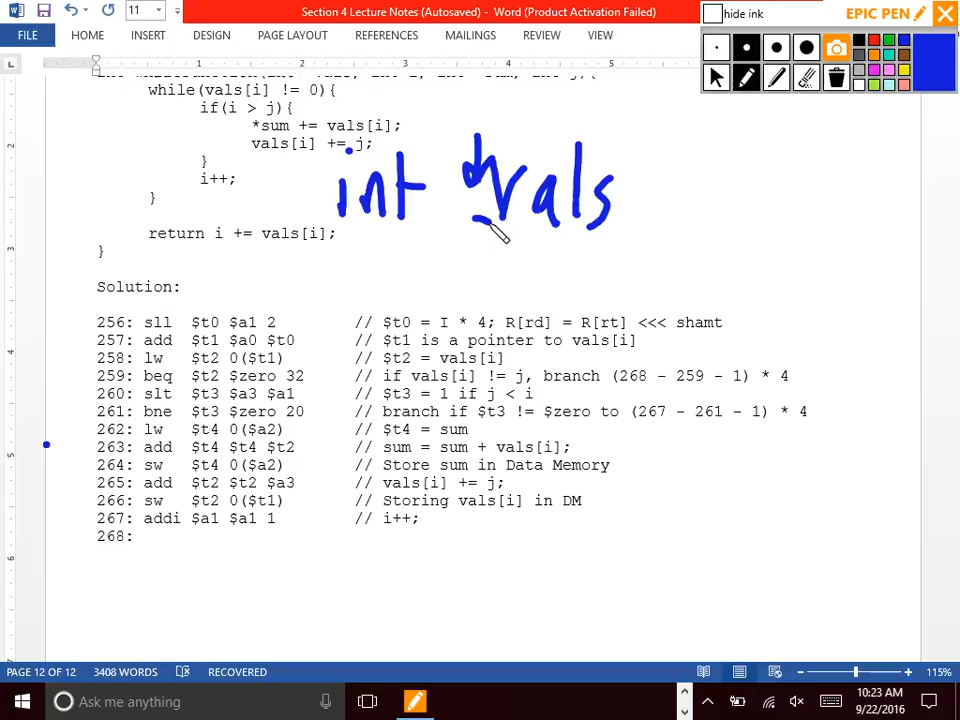 Section 4 Lecture Notes (Autosaved) - Word (Product Activation Failed)
11
hide ink
EPIC PEN
FILE HOME INSERT DESIGN PAGE LAYOUT REFERENCES MAILINGS REVIEW VIEW
1 2 3 4 5
while(vals[i] != 0){
if(i > j){
*sum += vals[i];
vals[i] += j;
}
i++;
}
int *vals
return i += vals[i];
}
Solution:
256: sll $t0 $a1 2 // $t0 = I * 4; R[rd] = R[rt] <<< shamt
257: add $t1 $a0 $t0 // $t1 is a pointer to vals[i]
258: lw $t2 0($t1) // $t2 = vals[i]
259: beq $t2 $zero 32 // if vals[i] != j, branch (268 - 259 - 1) * 4
260: slt $t3 $a3 $a1 // $t3 = 1 if j < i
261: bne $t3 $zero 20 // branch if $t3 != $zero to (267 - 261 - 1) * 4
262: lw $t4 0($a2) // $t4 = sum
263: add $t4 $t4 $t2 // sum = sum + vals[i];
264: sw $t4 0($a2) // Store sum in Data Memory
265: add $t2 $t2 $a3 // vals[i] += j;
266: sw $t2 0($t1) // Storing vals[i] in DM
267: addi $a1 $a1 1 // i++;
268:
PAGE 12 OF 12 3408 WORDS RECOVERED 115%
Ask me anything
10:23 AM
9/22/2016